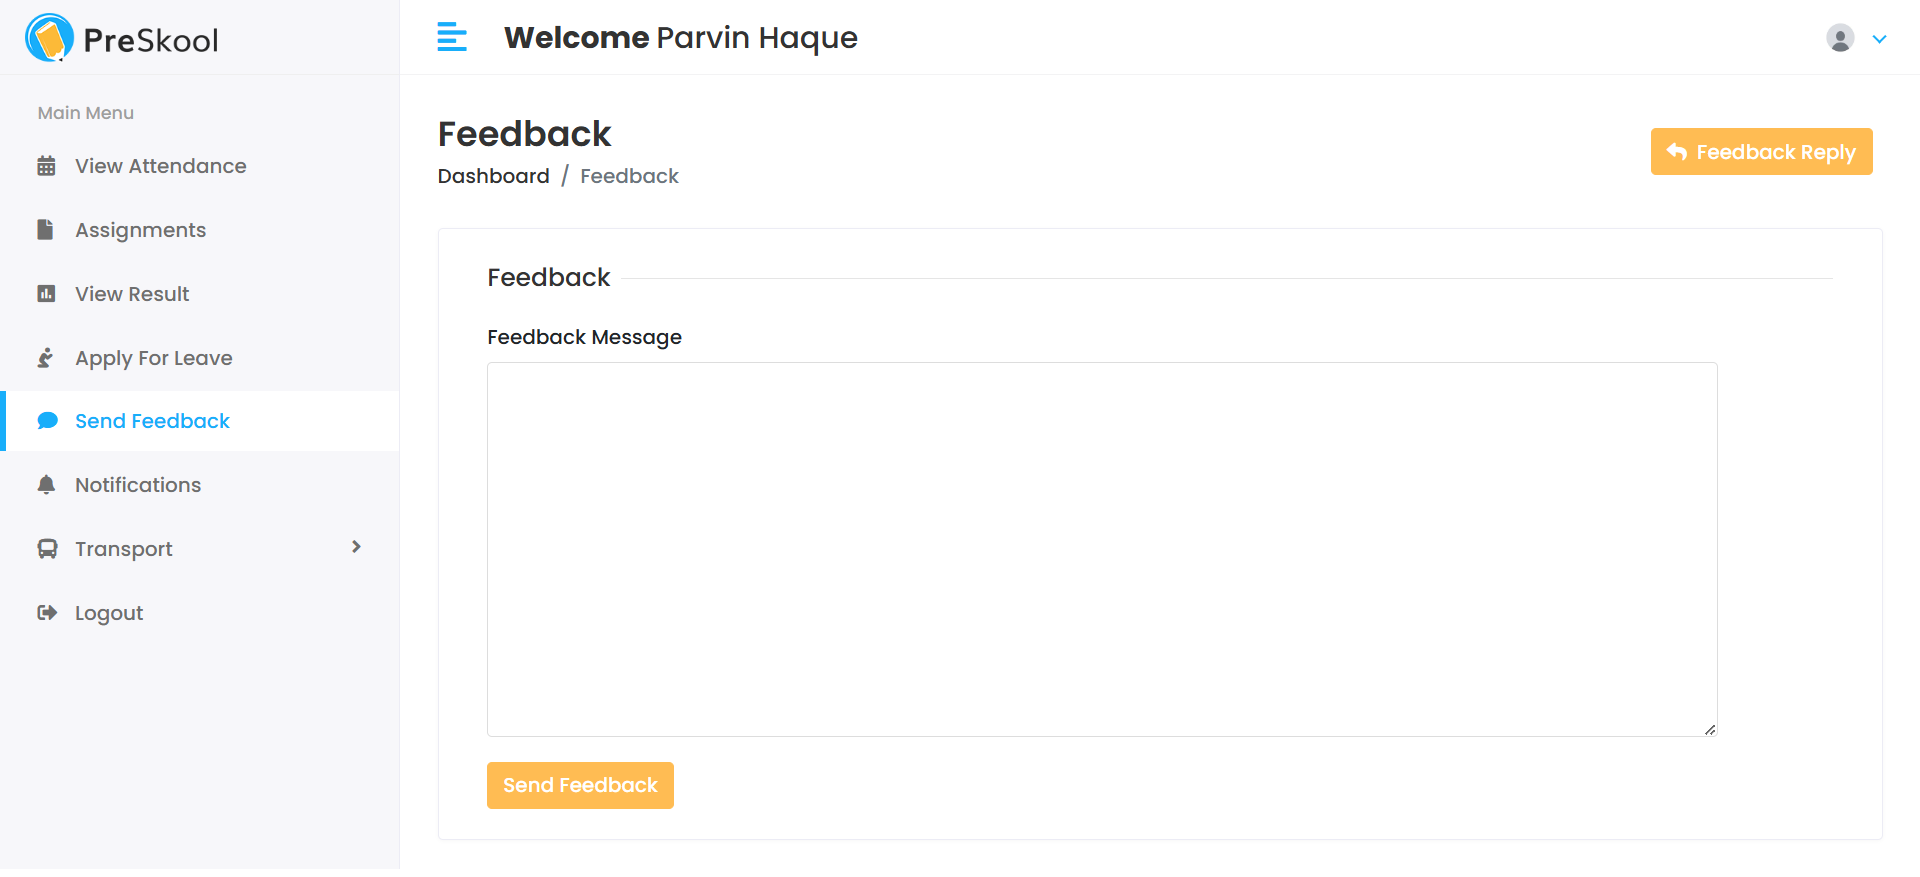 PreSkool
Welcome Parvin Haque
Main Menu
View Attendance
Assignments
View Result
Apply For Leave
Send Feedback
Notifications
Transport
Logout
Feedback
Dashboard / Feedback
Feedback Reply
Feedback
Feedback Message
Send Feedback